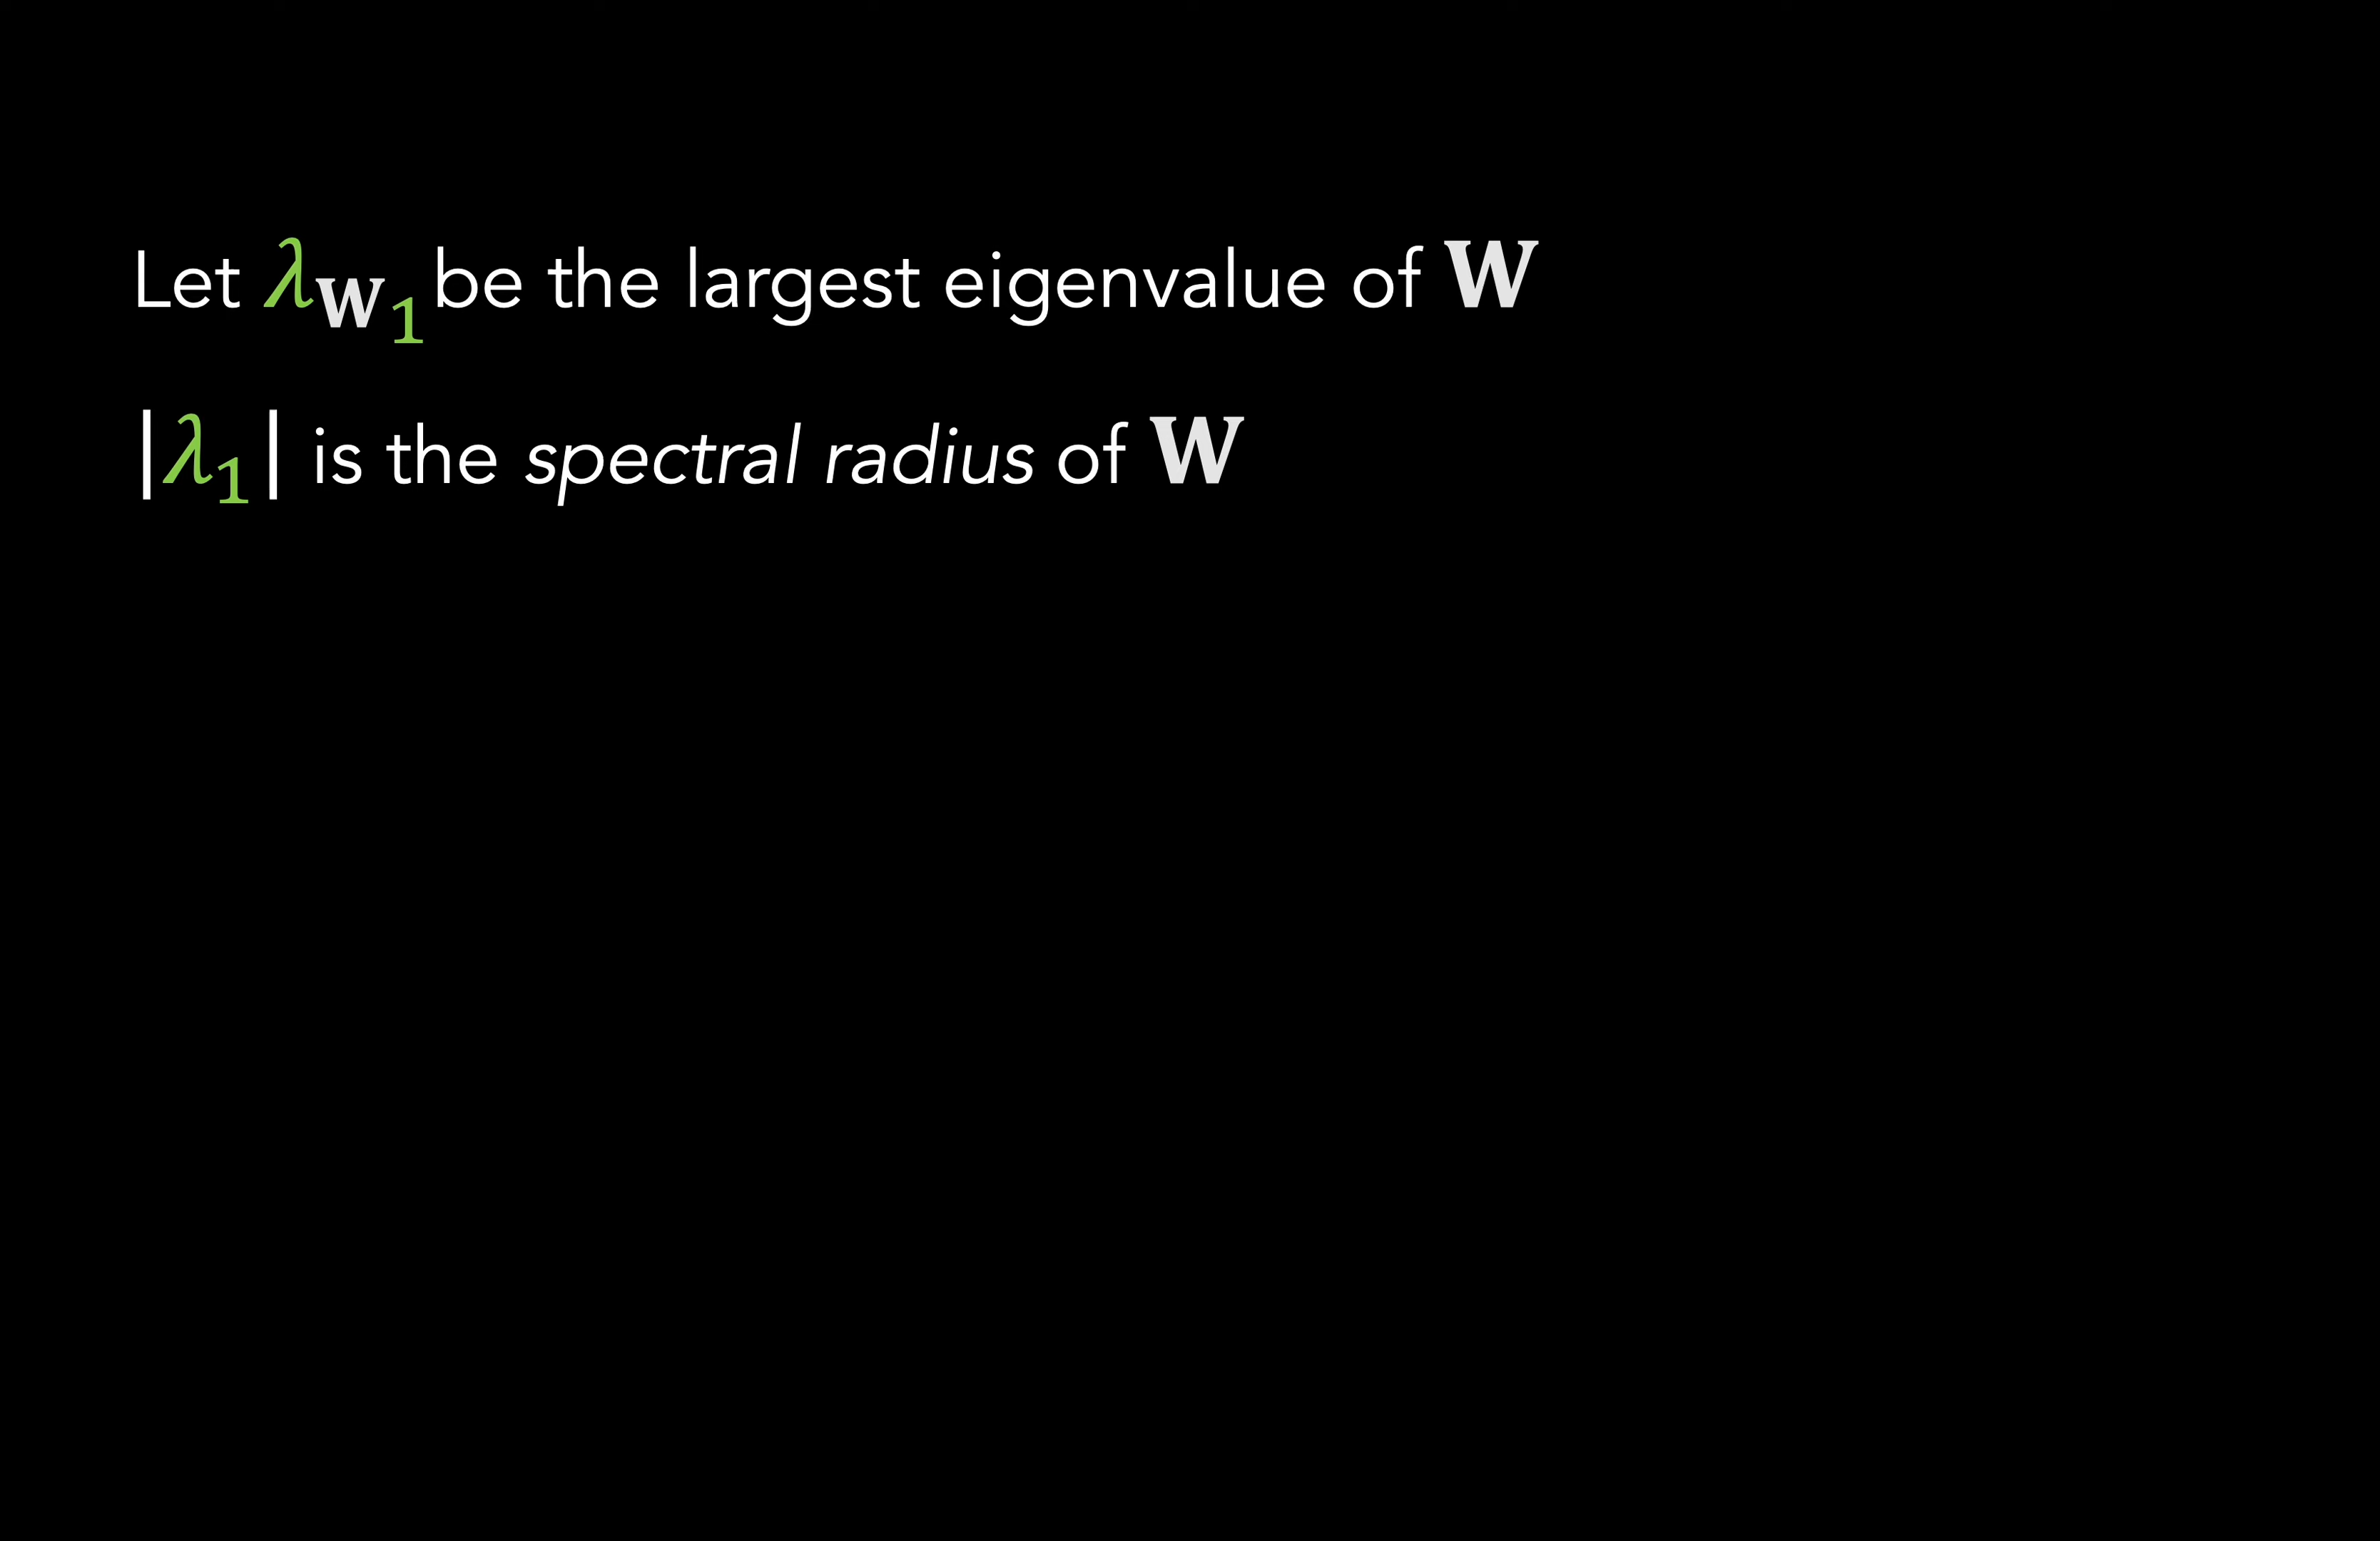 Let λ𝐖₁ be the largest eigenvalue of 𝐖
|λ₁| is the spectral radius of 𝐖